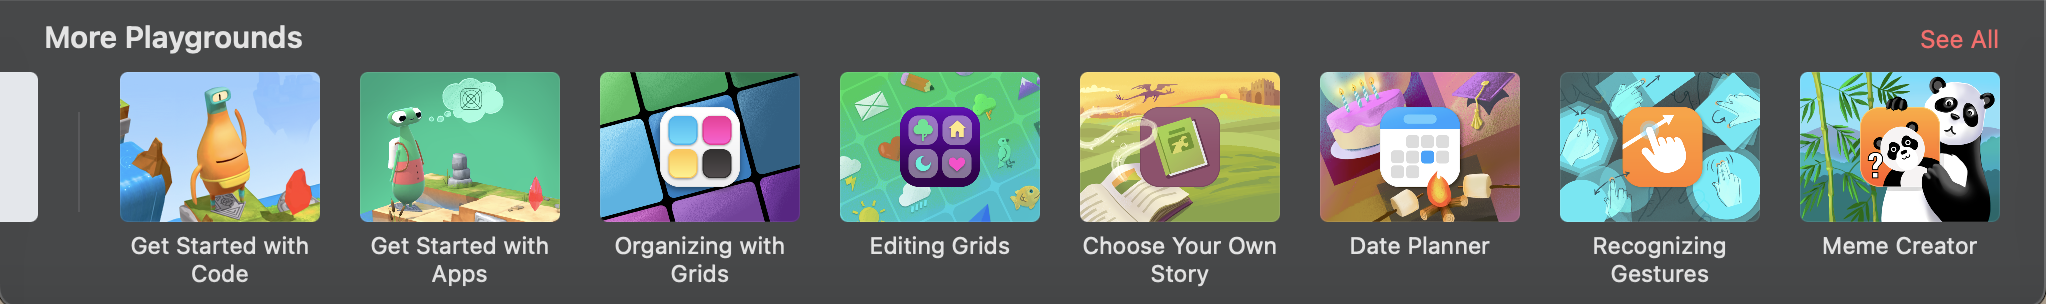 More Playgrounds
See All
Get Started with
Code
Get Started with
Apps
Organizing with
Grids
Editing Grids
Choose Your Own
Story
Date Planner
Recognizing
Gestures
Meme Creator
?